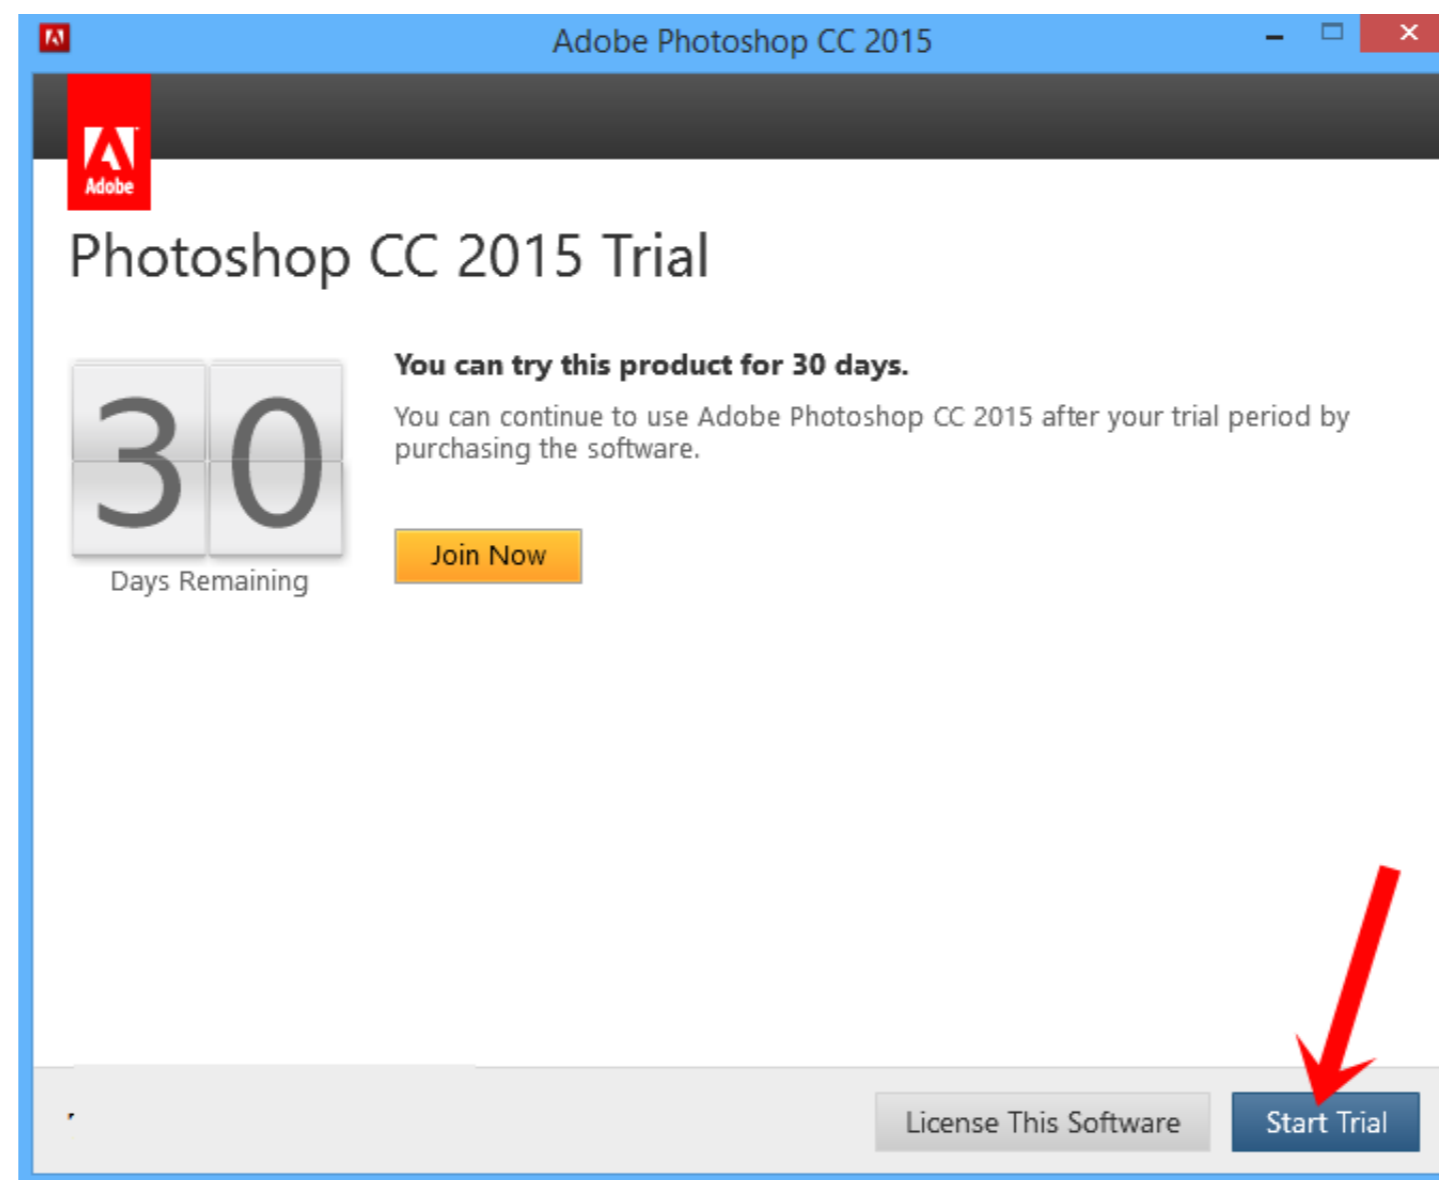 Adobe Photoshop CC 2015
Adobe
Photoshop CC 2015 Trial
30
Days Remaining
You can try this product for 30 days.
You can continue to use Adobe Photoshop CC 2015 after your trial period by
purchasing the software.
Join Now
License This Software
Start Trial